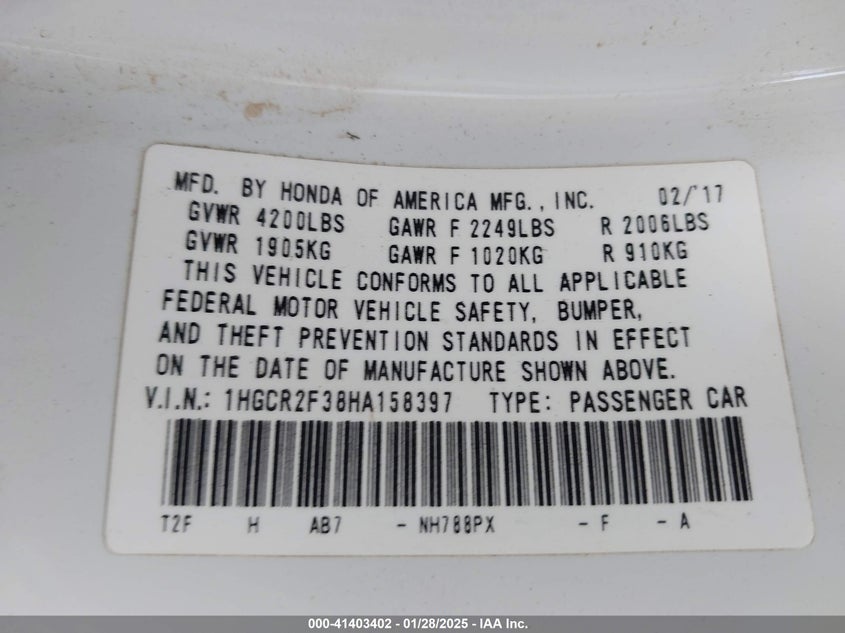 MFD. BY HONDA OF AMERICA MFG., INC. 02/17
GVWR 4200LBS GAWR F 2249LBS R 2006LBS
GVWR 1905KG GAWR F 1020KG R 910KG
THIS VEHICLE CONFORMS TO ALL APPLICABLE
FEDERAL MOTOR VEHICLE SAFETY, BUMPER,
AND THEFT PREVENTION STANDARDS IN EFFECT
ON THE DATE OF MANUFACTURE SHOWN ABOVE.
V.I.N.: 1HGCR2F38HA158397 TYPE: PASSENGER CAR
T2F H AB7 - NH788PX - F - A
000-41403402 - 01/28/2025 - IAA Inc.